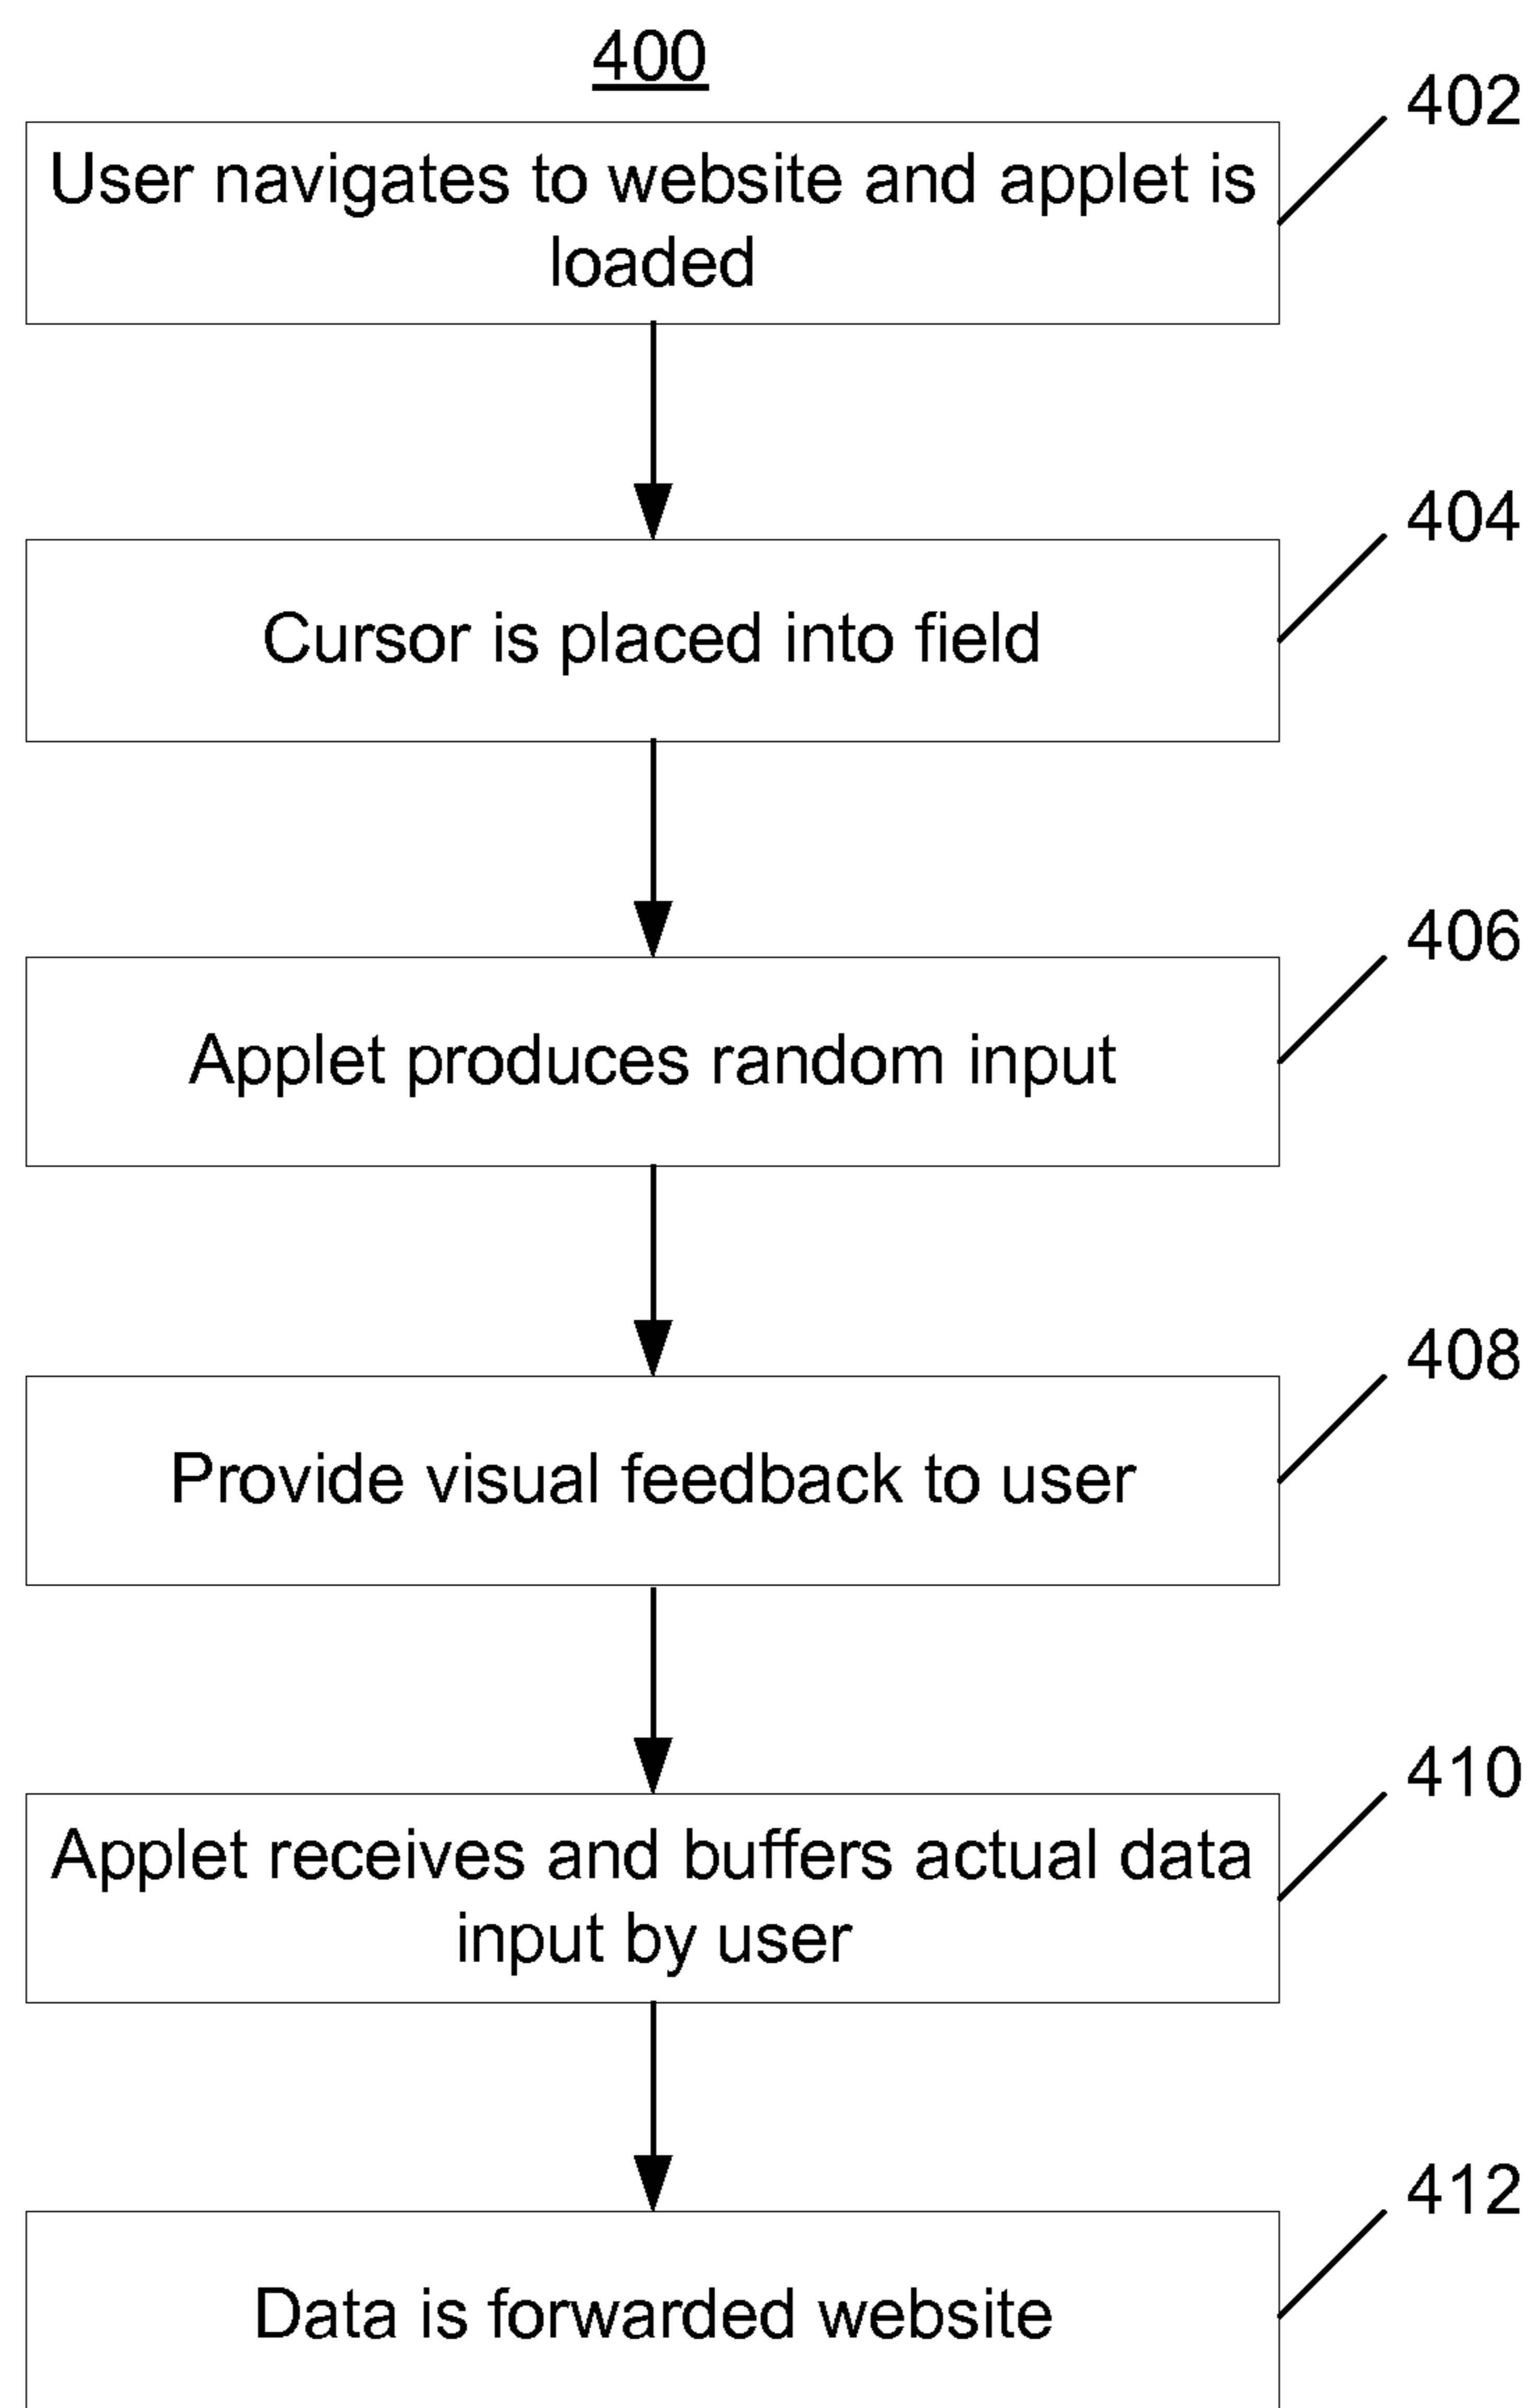 400
402
User navigates to website and applet is
loaded
404
Cursor is placed into field
406
Applet produces random input
408
Provide visual feedback to user
410
Applet receives and buffers actual data
input by user
412
Data is forwarded website